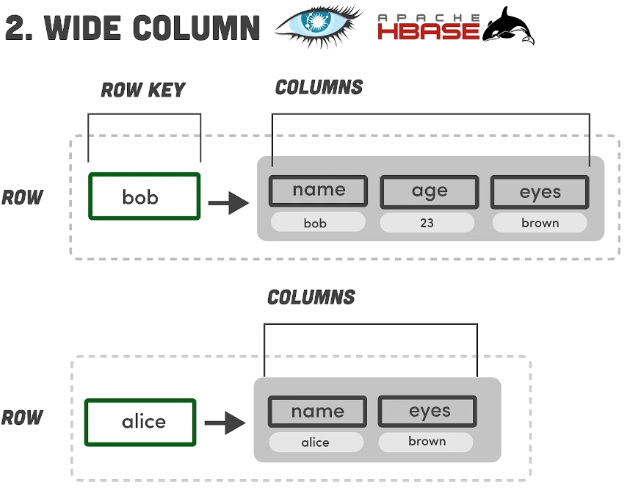 2. WIDE COLUMN APACHE HBASE
ROW KEY COLUMNS
ROW bob name age eyes
bob 23 brown
COLUMNS
ROW alice name eyes
alice brown